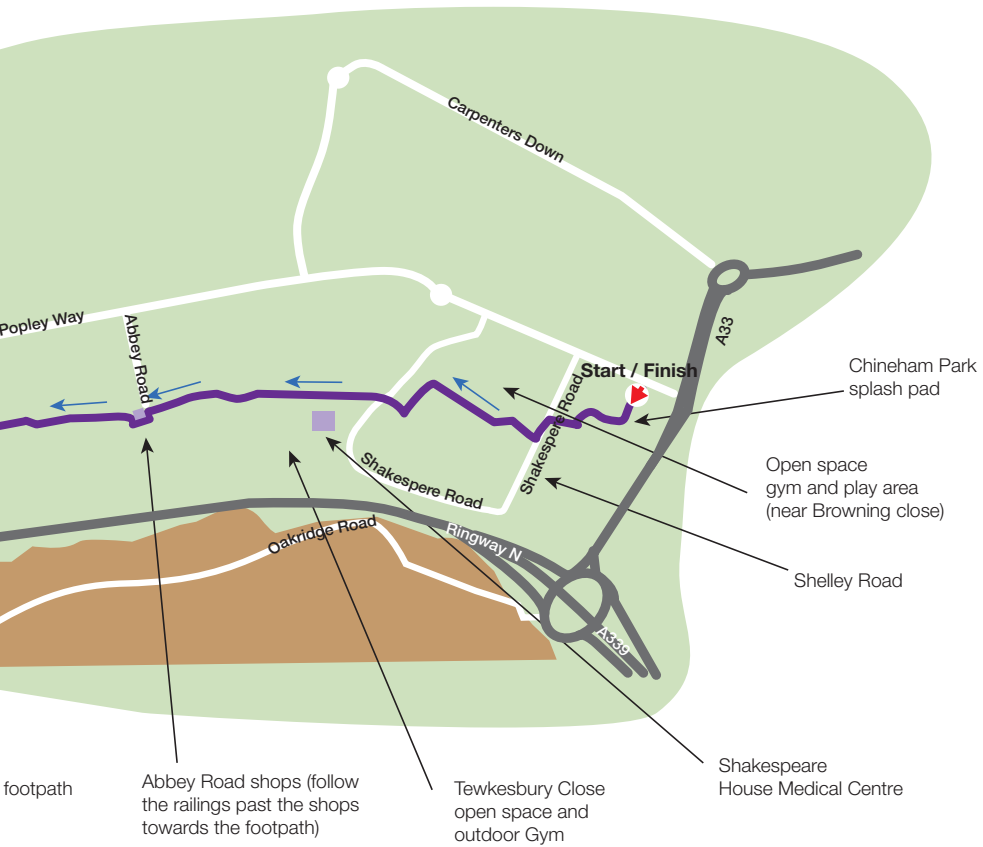 Carpenters Down
Popley Way
Abbey Road
A33
Start / Finish
Chineham Park
splash pad
Shakespere Road
Open space
gym and play area
(near Browning close)
Shakespere Road
Oakridge Road
Ringway N
Shelley Road
A339
footpath
Abbey Road shops (follow
the railings past the shops
towards the footpath)
Tewkesbury Close
open space and
outdoor Gym
Shakespeare
House Medical Centre